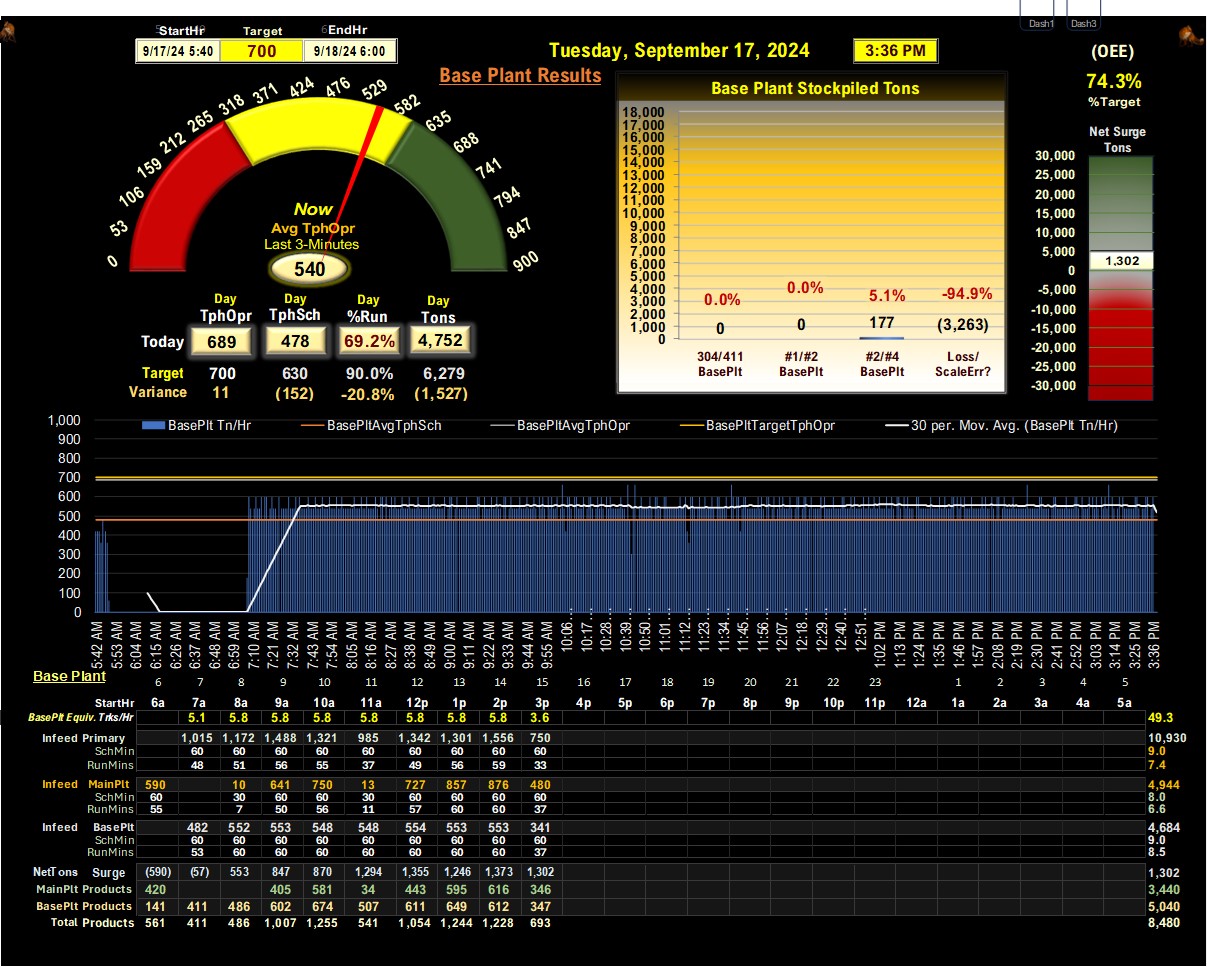 Dash1 Dash3
StartHr Target EndHr
9/17/24 5:40 700 9/18/24 6:00
Tuesday, September 17, 2024 3:36 PM
(OEE)
74.3%
%Target
Base Plant Results
0 53 106 159 212 265 318 371 424 476 529 582 635 688 741 794 847 900
Now
Avg TphOpr
Last 3-Minutes
540
Day Day Day Day
TphOpr TphSch %Run Tons
Today 689 478 69.2% 4,752
Target 700 630 90.0% 6,279
Variance 11 (152) -20.8% (1,527)
Base Plant Stockpiled Tons
18,000
17,000
16,000
15,000
14,000
13,000
12,000
11,000
10,000
9,000
8,000
7,000
6,000
5,000
4,000
3,000
2,000
1,000
0
0.0% 0.0% 5.1% -94.9%
0 0 177 (3,263)
304/411 #1/#2 #2/#4 Loss/
BasePlt BasePlt BasePlt ScaleErr?
Net Surge
Tons
30,000
25,000
20,000
15,000
10,000
5,000
1,302
0
-5,000
-10,000
-15,000
-20,000
-25,000
-30,000
BasePlt Tn/Hr BasePltAvgTphSch BasePltAvgTphOpr BasePltTargetTphOpr 30 per. Mov. Avg. (BasePlt Tn/Hr)
1,000
900
800
700
600
500
400
300
200
100
0
5:42 AM 5:53 AM 6:04 AM 6:15 AM 6:26 AM 6:37 AM 6:48 AM 6:59 AM 7:10 AM 7:21 AM 7:32 AM 7:43 AM 7:54 AM 8:05 AM 8:16 AM 8:27 AM 8:38 AM 8:49 AM 9:00 AM 9:11 AM 9:22 AM 9:33 AM 9:44 AM 9:55 AM 10:06... 10:17... 10:28... 10:39... 10:50... 11:01... 11:12... 11:23... 11:34... 11:45... 11:56... 12:07... 12:18... 12:29... 12:40... 12:51... 1:02 PM 1:13 PM 1:24 PM 1:35 PM 1:46 PM 1:57 PM 2:08 PM 2:19 PM 2:30 PM 2:41 PM 2:52 PM 3:03 PM 3:14 PM 3:25 PM 3:36 PM
Base Plant
6 7 8 9 10 11 12 13 14 15 16 17 18 19 20 21 22 23 1 2 3 4 5
StartHr 6a 7a 8a 9a 10a 11a 12p 1p 2p 3p 4p 5p 6p 7p 8p 9p 10p 11p 12a 1a 2a 3a 4a 5a
BasePlt Equiv. Trks/Hr 5.1 5.8 5.8 5.8 5.8 5.8 5.8 5.8 3.6 49.3
Infeed Primary 1,015 1,172 1,488 1,321 985 1,342 1,301 1,556 750 10,930
SchMin 60 60 60 60 60 60 60 60 60 9.0
RunMins 48 51 56 55 37 49 56 59 33 7.4
Infeed MainPlt 590 10 641 750 13 727 857 876 480 4,944
SchMin 60 30 60 60 30 60 60 60 60 8.0
RunMins 55 7 50 56 11 57 60 60 37 6.6
Infeed BasePlt 482 552 553 548 548 554 553 553 341 4,684
SchMin 60 60 60 60 60 60 60 60 60 9.0
RunMins 53 60 60 60 60 60 60 60 37 8.5
NetTons Surge (590) (57) 553 847 870 1,294 1,355 1,246 1,373 1,302 1,302
MainPlt Products 420 405 581 34 443 595 616 346 3,440
BasePlt Products 141 411 486 602 674 507 611 649 612 347 5,040
Total Products 561 411 486 1,007 1,255 541 1,054 1,244 1,228 693 8,480